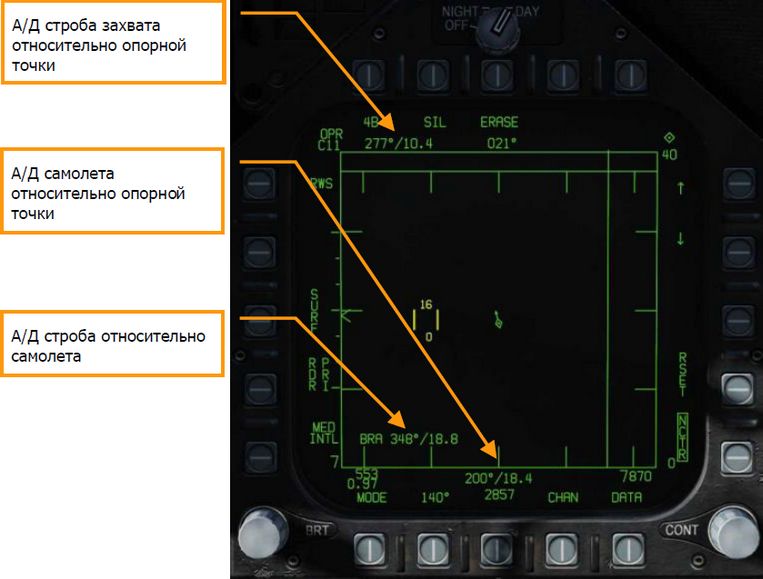 А/Д строба захвата
относительно опорной
точки
А/Д самолета
относительно опорной
точки
А/Д строба относительно
самолета
NIGHT
DAY
OFF
4B
SIL
ERASE
OPR
C11
277°/10.4
021°
40
RWS
16
0
SURF
PDRI
PRI
RSET
NCTR
MED
INTL
BRA 348°/18.8
7
0
553
0.97
200°/18.4
7870
MODE
140°
2857
CHAN
DATA
BRT
CONT